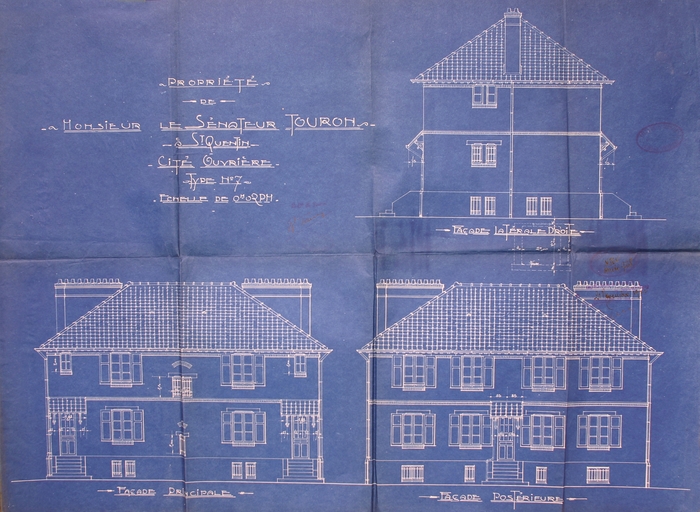 PROPRIÉTÉ
DE
MONSIEUR LE SÉNATEUR TOURON
à St QUENTIN
CITÉ OUVRIÈRE
TYPE No 7
ECHELLE DE
FAÇADE LATÉRALE DROITE
FAÇADE PRINCIPALE
FAÇADE POSTÉRIEURE